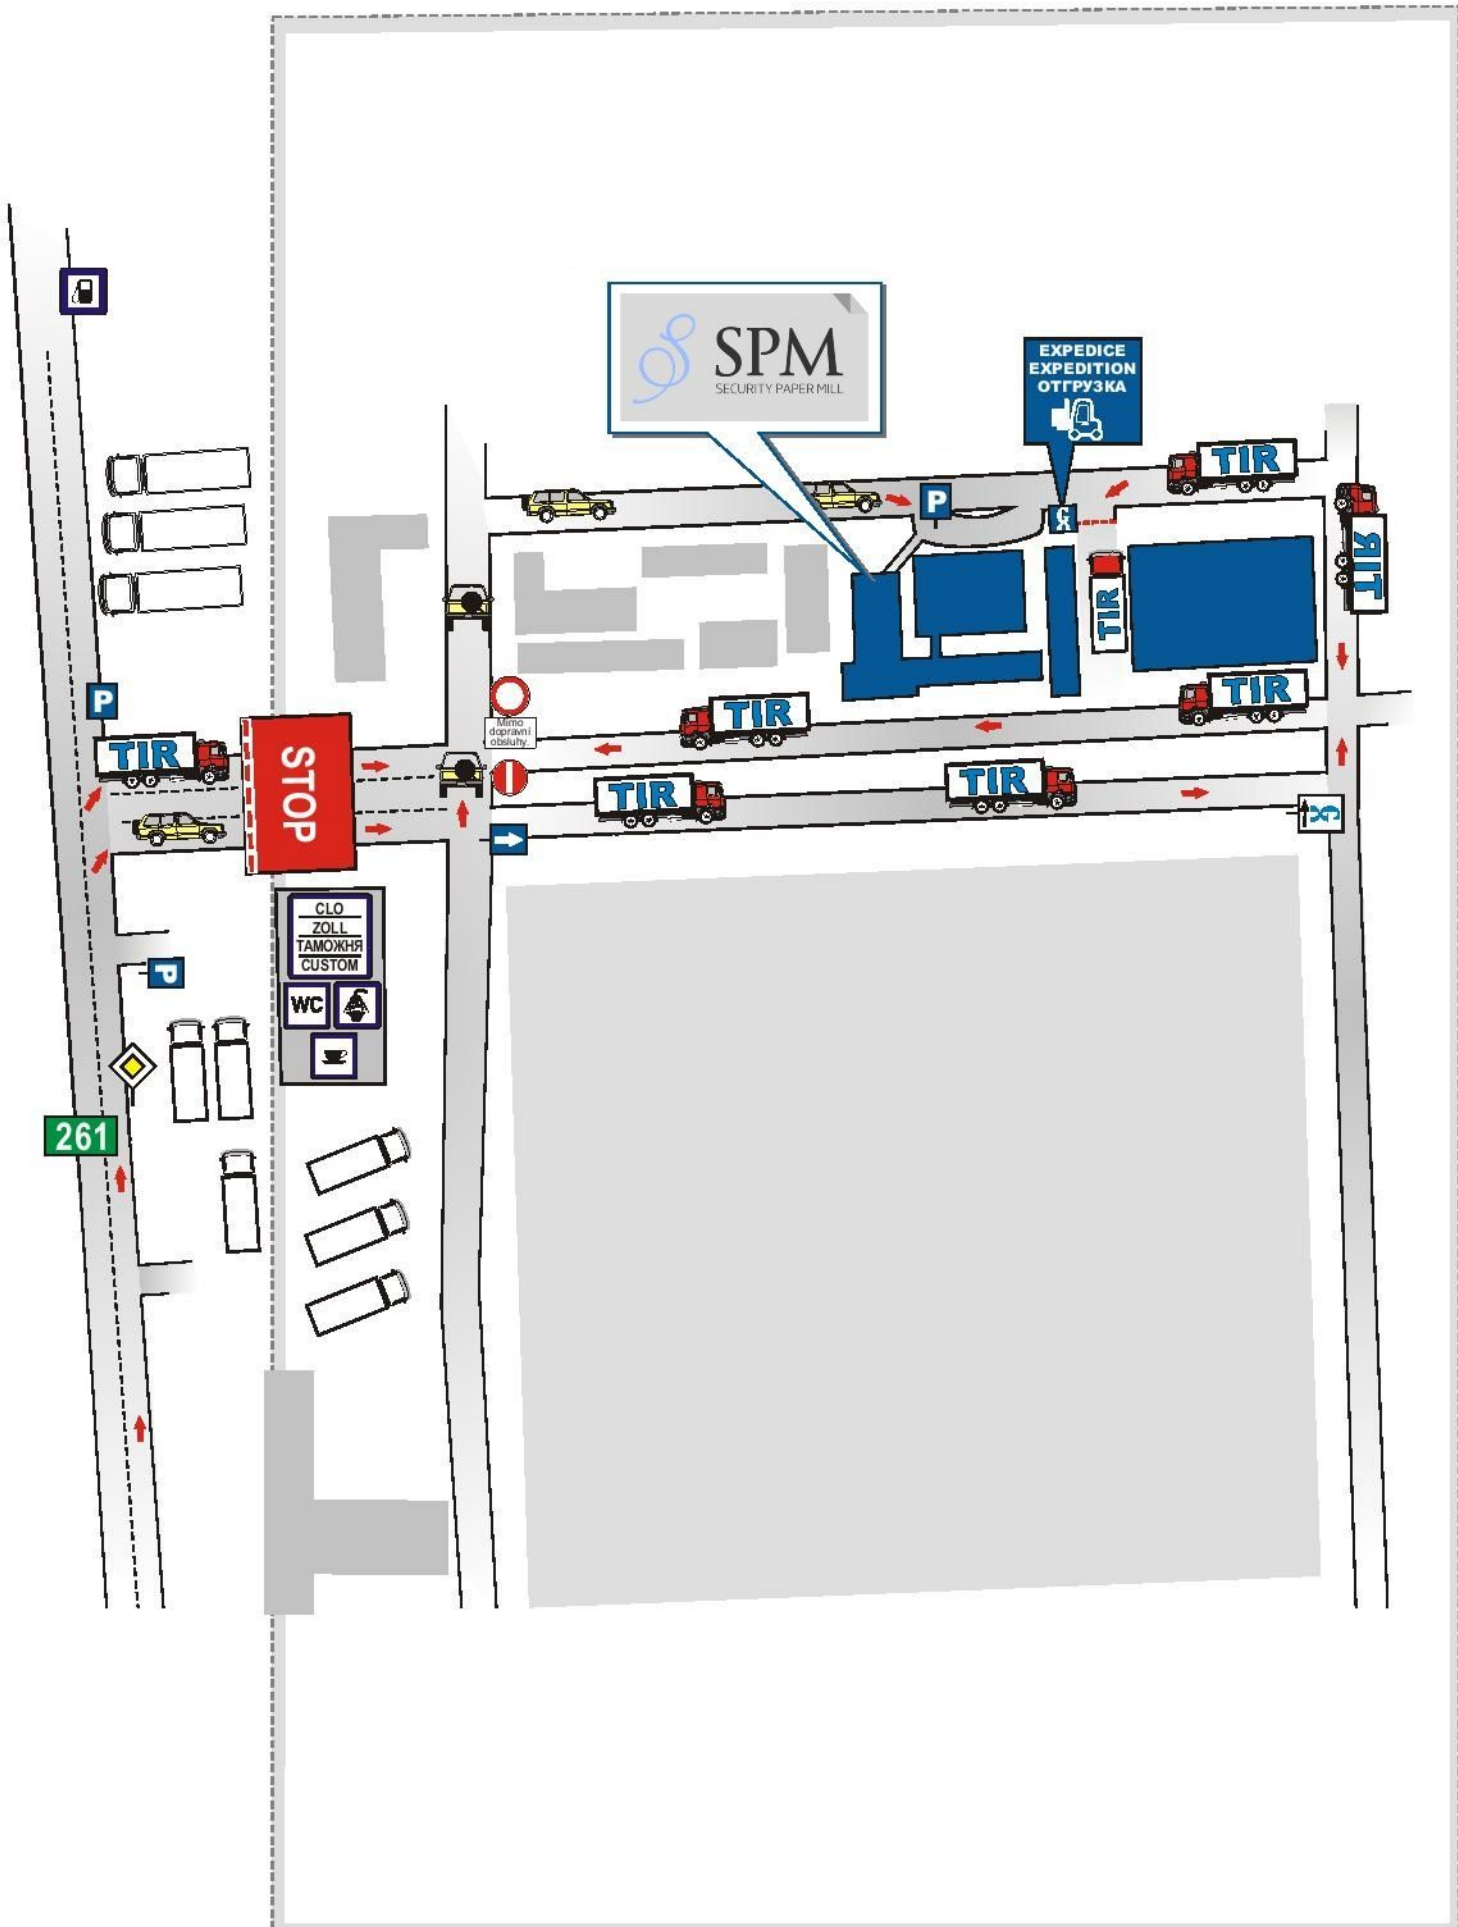 SPM
SECURITY PAPER MILL
EXPEDICE
EXPEDITION
ОТГРУЗКА
TIR
P
TIR
TIR
P
TIR
TIR
Mimo
dopravní
obsluhy.
TIR
STOP
TIR
TIR
CLO
ZOLL
ТАМОЖНЯ
CUSTOM
P
WC
261